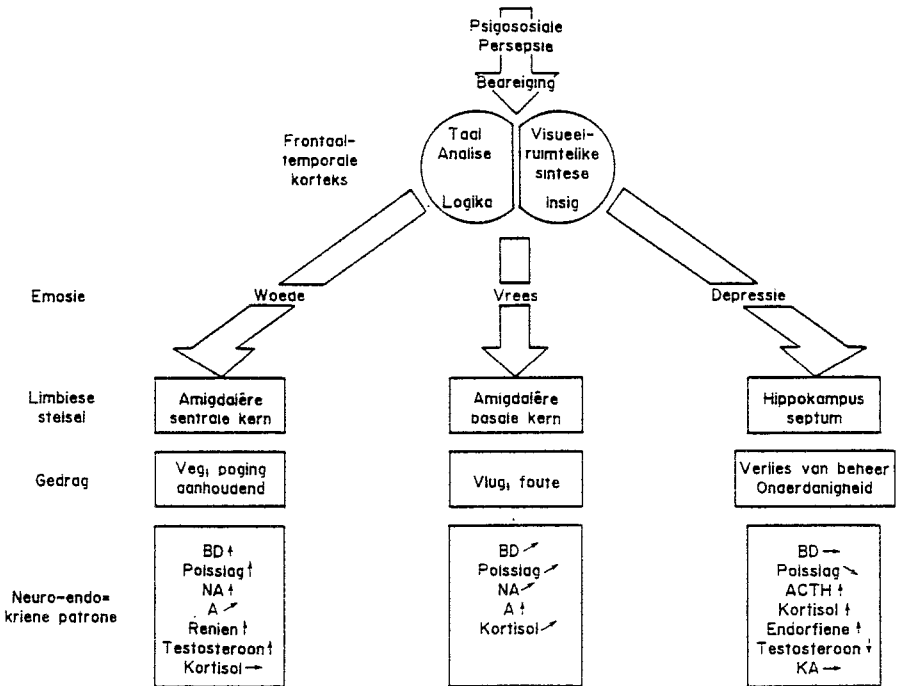 Psigososiale
Persepsie
Beareiging
Frontaal-
temporale
korteks
Taal
Analise
Logika
Visueel-
ruimtelike
sintese
insig
Emosie
Woede
Vrees
Depressie
Limbiese
stelsel
Amigdalêre
sentrale kern
Amigdalêre
basale kern
Hippokampus
septum
Gedrag
Veg, poging
aanhoudend
Vlug, foute
Verlies van beheer
Onderdanigheid
Neuro-endo=
kriene patrone
BD ↑
Polsslag ↑
NA ↑
A ↗
Renien ↑
Testosteroon ↑
Kortisol →
BD ↗
Polsslag ↗
NA ↗
A ↑
Kortisol ↗
BD →
Polsslag ↘
ACTH ↑
Kortisol ↑
Endorfiene ↑
Testosteroon ↓
KA →